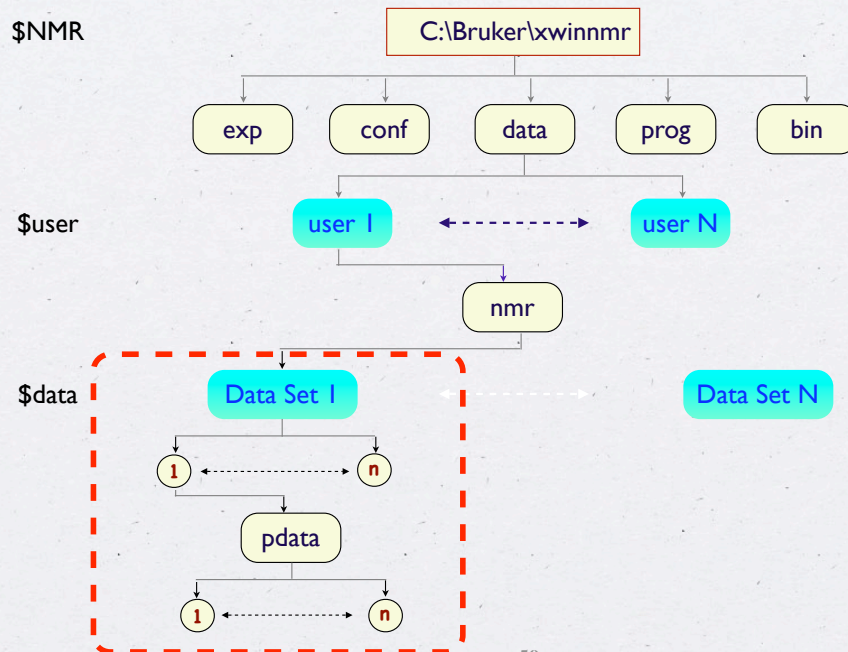 $NMR
C:\Bruker\xwinnmr
exp conf data prog bin
$user
user 1 user N
nmr
$data
Data Set 1 Data Set N
1 n
pdata
1 n